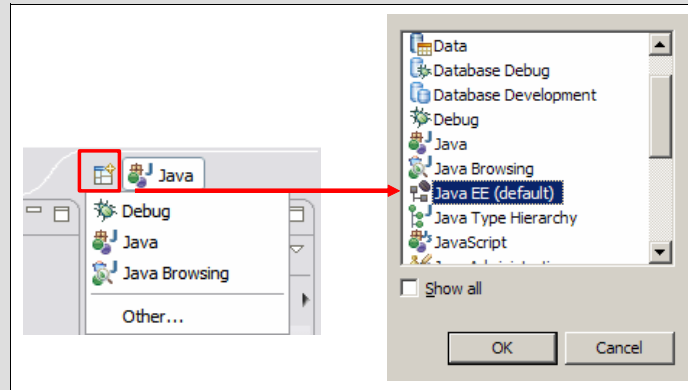 Java
Debug
Java
Java Browsing
Other...
Data
Database Debug
Database Development
Debug
Java
Java Browsing
Java EE (default)
Java Type Hierarchy
JavaScript
Show all
OK Cancel